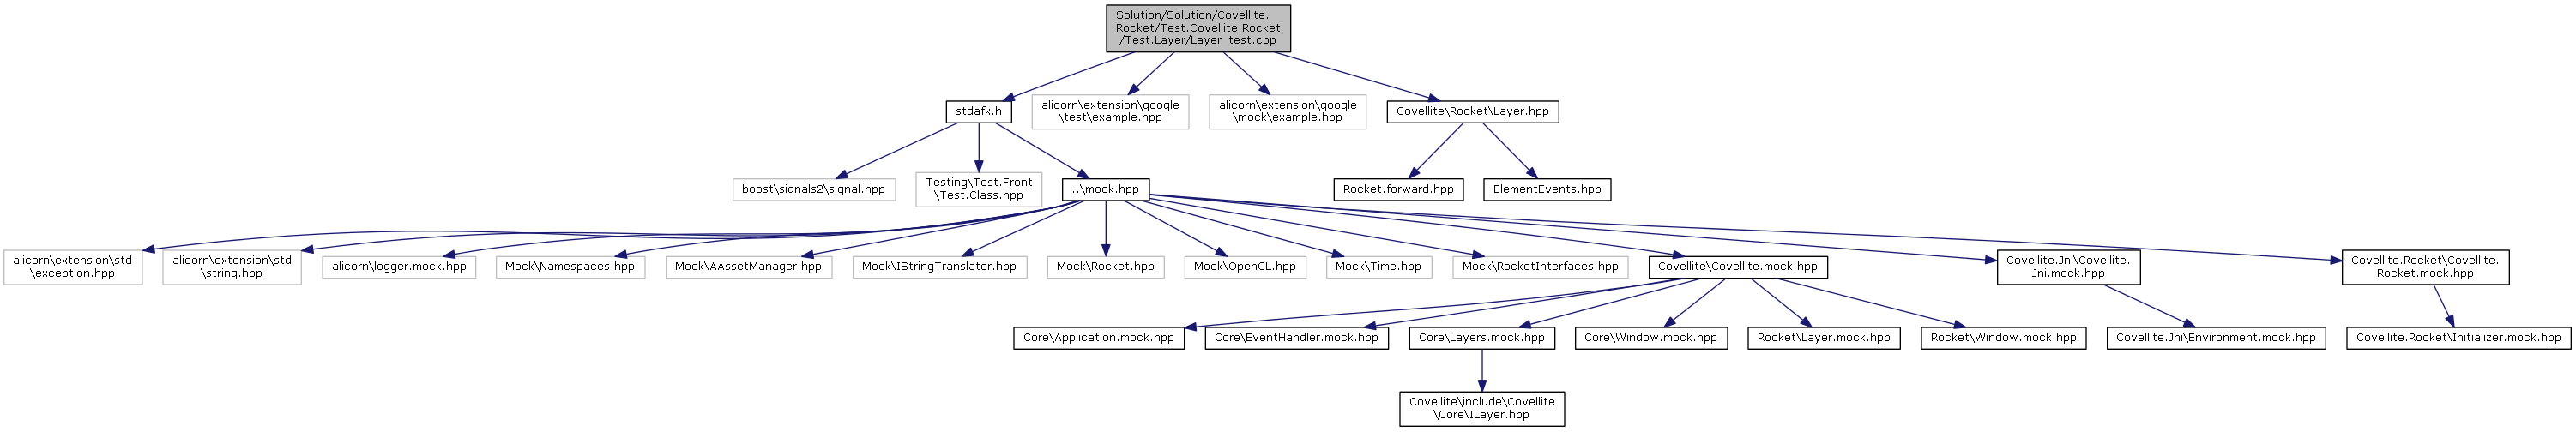 Solution/Solution/Covellite.
Rocket/Test.Covellite.Rocket
/Test.Layer/Layer_test.cpp
stdafx.h
alicorn\extension\google
\test\example.hpp
alicorn\extension\google
\mock\example.hpp
Covellite\Rocket\Layer.hpp
boost\signals2\signal.hpp
Testing\Test.Front
\Test.Class.hpp
..\mock.hpp
Rocket.forward.hpp
ElementEvents.hpp
alicorn\extension\std
\exception.hpp
alicorn\extension\std
\string.hpp
alicorn\logger.mock.hpp
Mock\Namespaces.hpp
Mock\AAssetManager.hpp
Mock\IStringTranslator.hpp
Mock\Rocket.hpp
Mock\OpenGL.hpp
Mock\Time.hpp
Mock\RocketInterfaces.hpp
Covellite\Covellite.mock.hpp
Covellite.Jni\Covellite.
Jni.mock.hpp
Covellite.Rocket\Covellite.
Rocket.mock.hpp
Core\Application.mock.hpp
Core\EventHandler.mock.hpp
Core\Layers.mock.hpp
Core\Window.mock.hpp
Rocket\Layer.mock.hpp
Rocket\Window.mock.hpp
Covellite.Jni\Environment.mock.hpp
Covellite.Rocket\Initializer.mock.hpp
Covellite\include\Covellite
\Core\ILayer.hpp